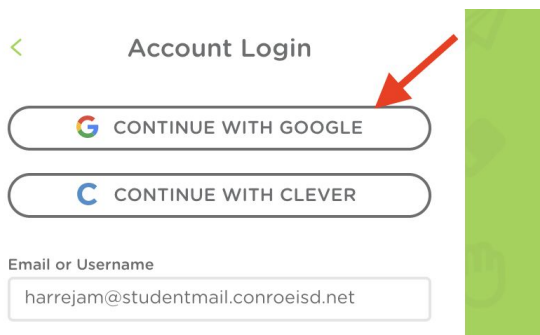 Account Login
CONTINUE WITH GOOGLE
CONTINUE WITH CLEVER
Email or Username
harrejam@studentmail.conroeisd.net